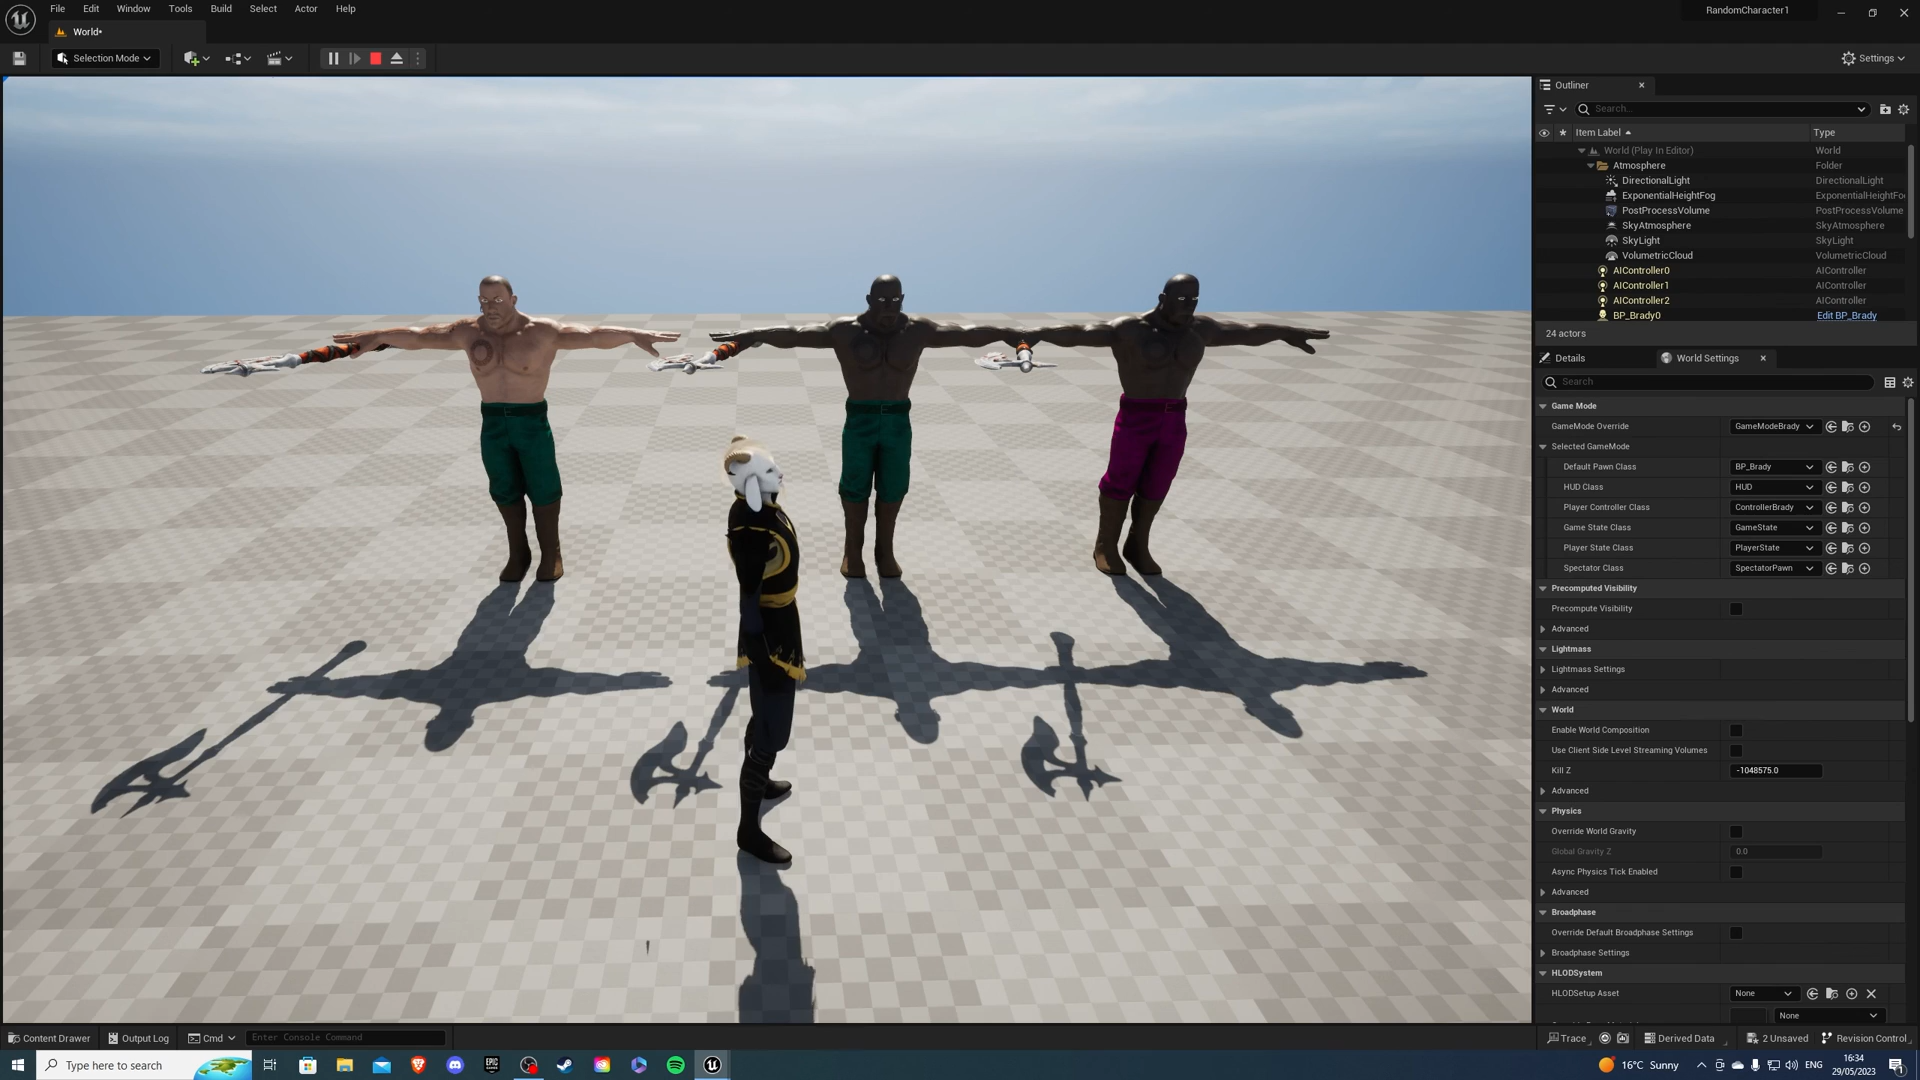 File Edit Window Tools Build Select Actor Help
RandomCharacter1
World•
Selection Mode
Settings
Outliner
Search...
Item Label Type
World (Play In Editor) World
Atmosphere Folder
DirectionalLight DirectionalLight
ExponentialHeightFog ExponentialHeightFo
PostProcessVolume PostProcessVolume
SkyAtmosphere SkyAtmosphere
SkyLight SkyLight
VolumetricCloud VolumetricCloud
AIController0 AIController
AIController1 AIController
AIController2 AIController
BP_Brady0 Edit BP_Brady
24 actors
Details World Settings
Search
Game Mode
GameMode Override GameModeBrady
Selected GameMode
Default Pawn Class BP_Brady
HUD Class HUD
Player Controller Class ControllerBrady
Game State Class GameState
Player State Class PlayerState
Spectator Class SpectatorPawn
Precomputed Visibility
Precompute Visibility
Advanced
Lightmass
Lightmass Settings
Advanced
World
Enable World Composition
Use Client Side Level Streaming Volumes
Kill Z -1048575.0
Advanced
Physics
Override World Gravity
Global Gravity Z 0.0
Async Physics Tick Enabled
Advanced
Broadphase
Override Default Broadphase Settings
Broadphase Settings
HLODSystem
HLODSetup Asset None
None
Content Drawer Output Log Cmd Enter Console Command
Trace Derived Data 2 Unsaved Revision Control
Type here to search
EPIC GAMES
16°C Sunny
ENG
16:34
29/05/2023
1